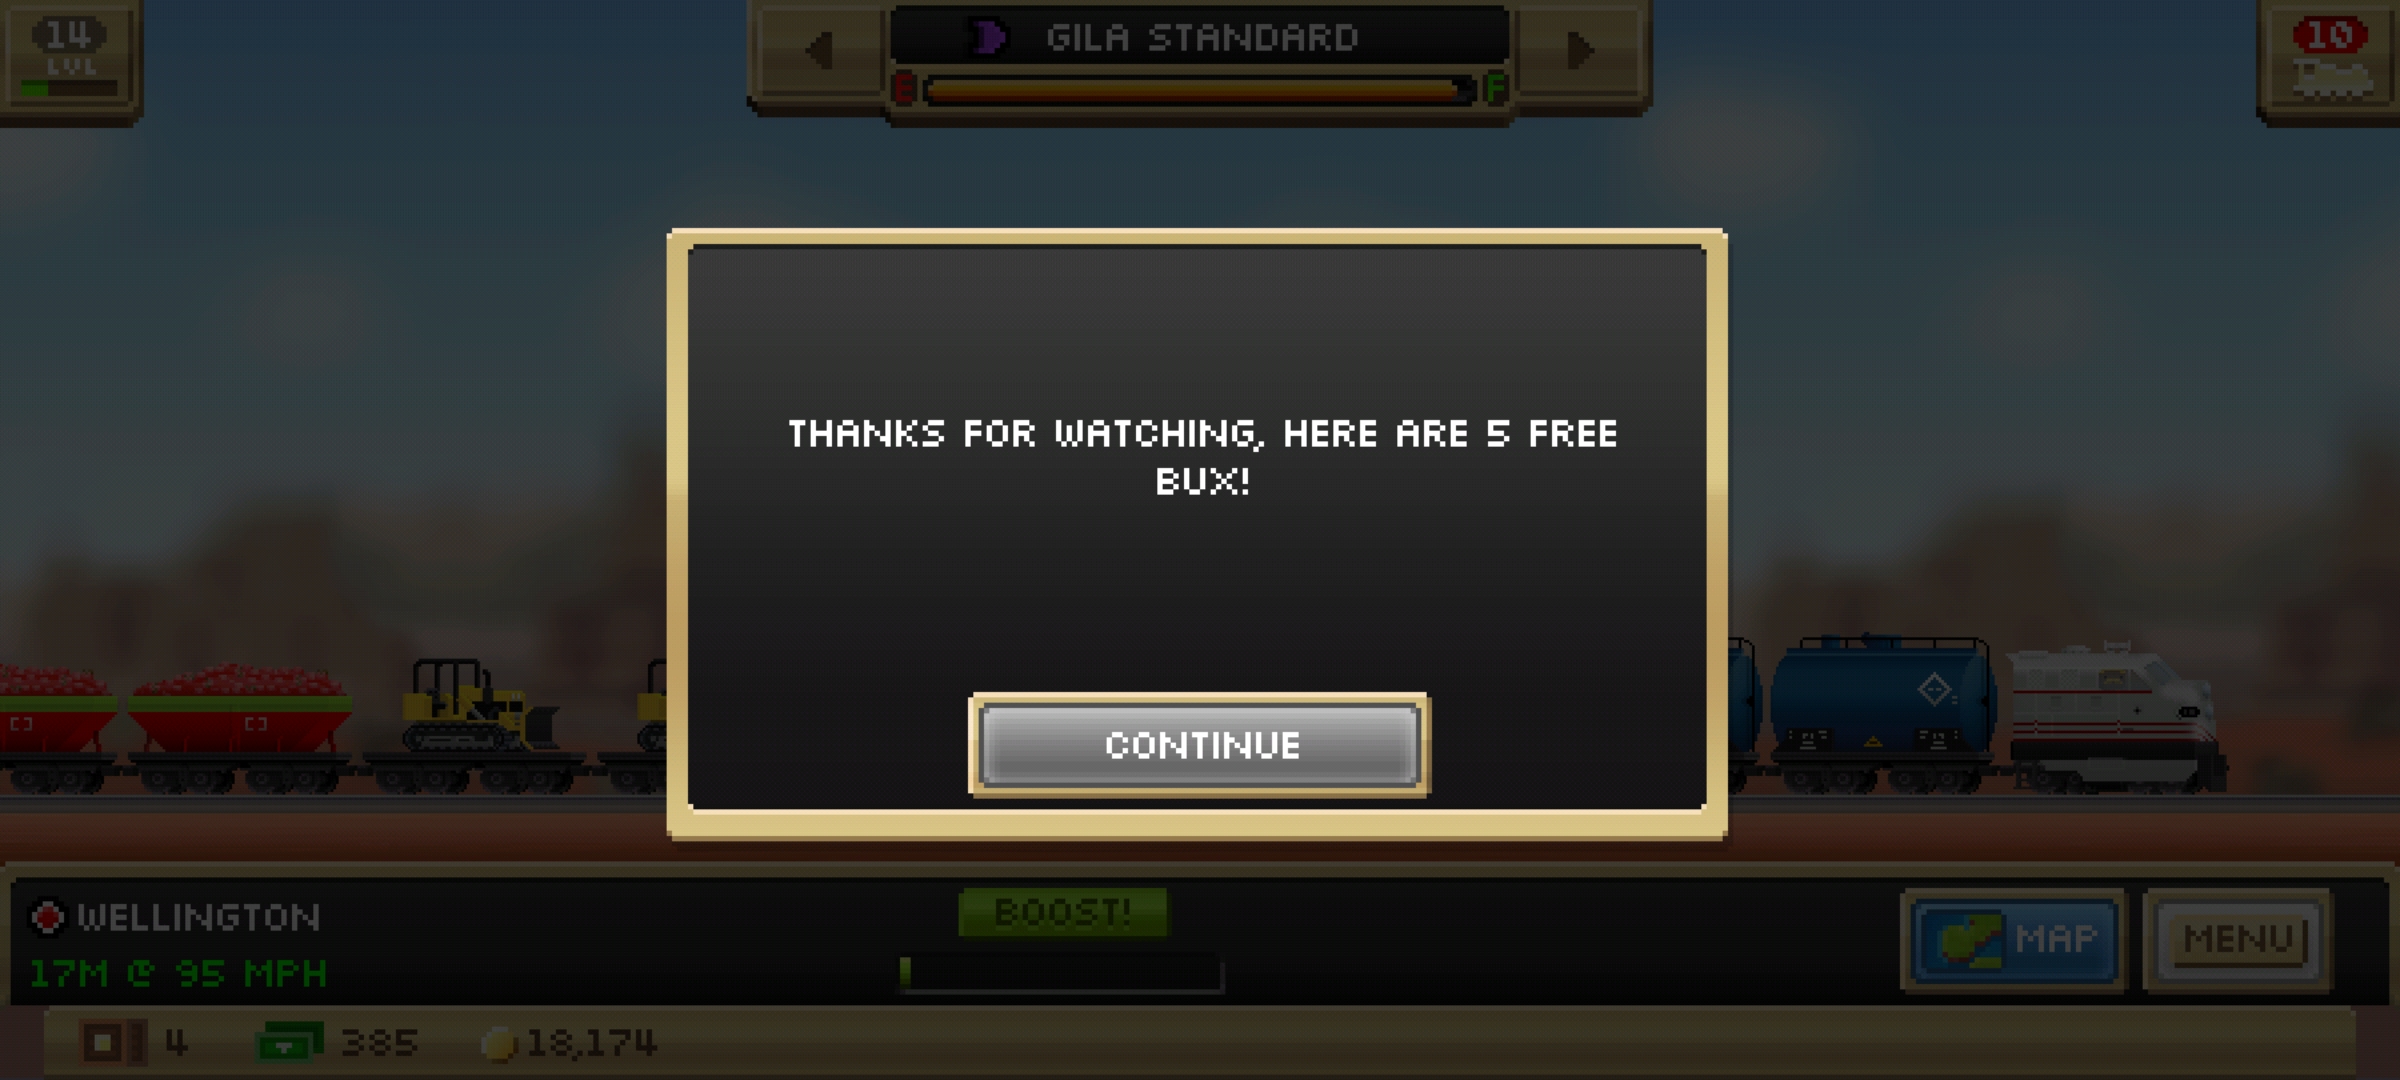 14
LVL
GILA STANDARD
E F
10
THANKS FOR WATCHING, HERE ARE 5 FREE
BUX!
CONTINUE
WELLINGTON
17M @ 95 MPH
BOOST!
MAP
MENU
4 385 18,174